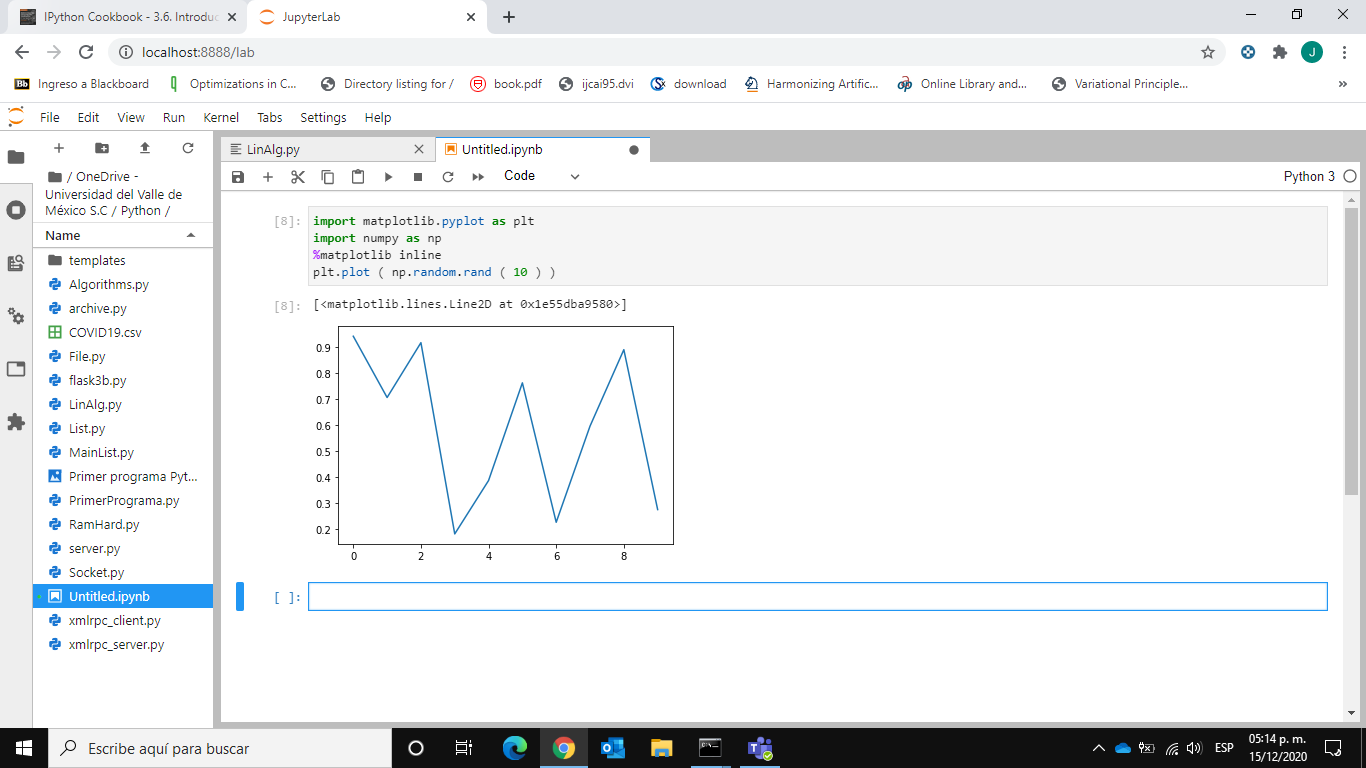 IPython Cookbook - 3.6. Introduc
JupyterLab
localhost:8888/lab
J
Bb Ingreso a Blackboard
Optimizations in C...
Directory listing for /
book.pdf
ijcai95.dvi
download
Harmonizing Artific...
Online Library and...
Variational Principle...
»
File Edit View Run Kernel Tabs Settings Help
/ OneDrive -
Universidad del Valle de
México S.C / Python /
Name
templates
Algorithms.py
archive.py
COVID19.csv
File.py
flask3b.py
LinAlg.py
List.py
MainList.py
Primer programa Pyt...
PrimerPrograma.py
RamHard.py
server.py
Socket.py
Untitled.ipynb
xmlrpc_client.py
xmlrpc_server.py
LinAlg.py
Untitled.ipynb
Code
Python 3
[8]:
import matplotlib.pyplot as plt
import numpy as np
%matplotlib inline
plt.plot ( np.random.rand ( 10 ) )
[8]:
[<matplotlib.lines.Line2D at 0x1e55dba9580>]
0.9
0.8
0.7
0.6
0.5
0.4
0.3
0.2
0 2 4 6 8
[ ]:
Escribe aquí para buscar
ESP
05:14 p. m.
15/12/2020